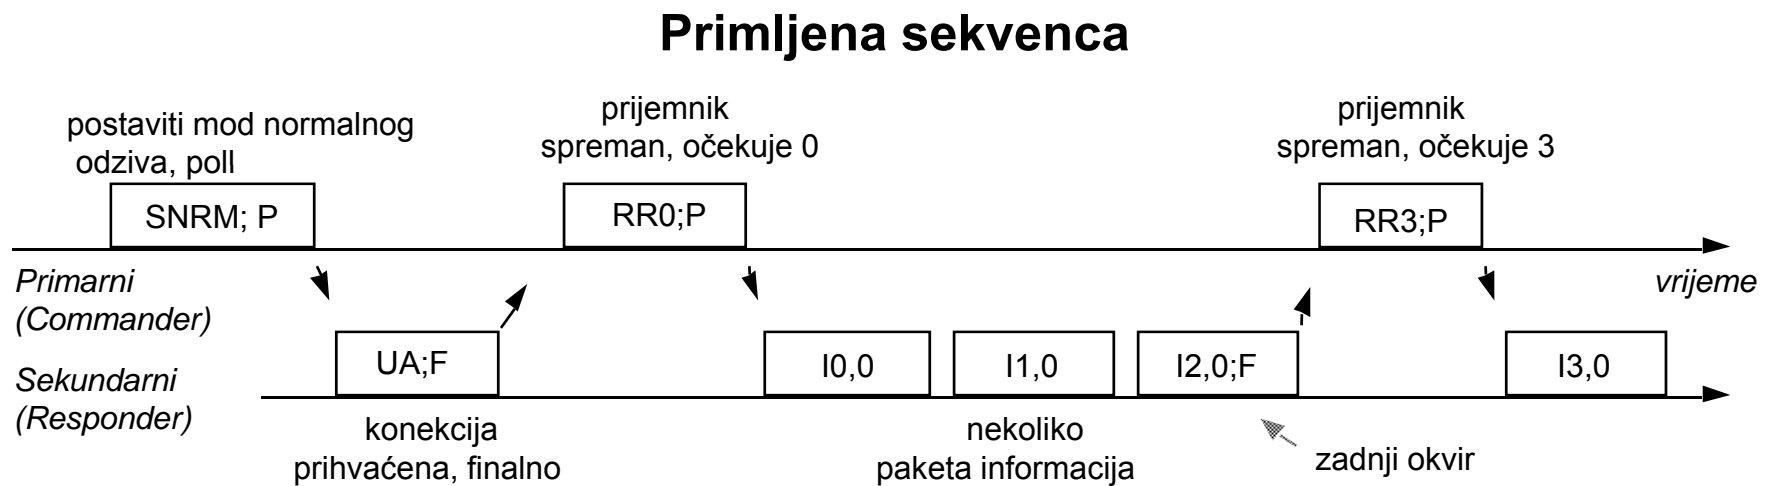 Primljena sekvenca
postaviti mod normalnog
odziva, poll
prijemnik
spreman, očekuje 0
prijemnik
spreman, očekuje 3
SNRM; P
RR0;P
RR3;P
Primarni
(Commander)
vrijeme
UA;F
I0,0
I1,0
I2,0;F
I3,0
Sekundarni
(Responder)
konekcija
prihvaćena, finalno
nekoliko
paketa informacija
zadnji okvir